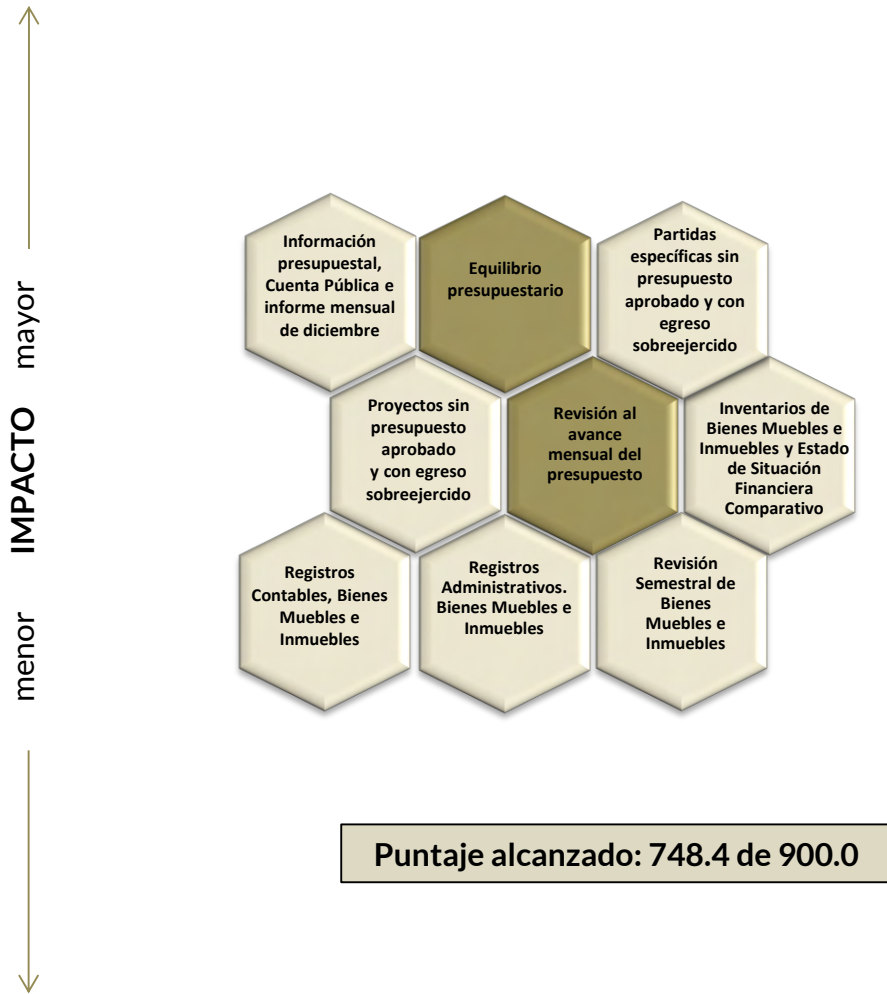 menor IMPACTO mayor
Información
presupuestal,
Cuenta Pública e
informe mensual
de diciembre
Equilibrio
presupuestario
Partidas
específicas sin
presupuesto
aprobado y con
egreso
sobreejercido
Proyectos sin
presupuesto
aprobado
y con egreso
sobreejercido
Revisión al
avance
mensual del
presupuesto
Inventarios de
Bienes Muebles e
Inmuebles y Estado
de Situación
Financiera
Comparativo
Registros
Contables, Bienes
Muebles e
Inmuebles
Registros
Administrativos.
Bienes Muebles e
Inmuebles
Revisión
Semestral de
Bienes
Muebles e
Inmuebles
Puntaje alcanzado: 748.4 de 900.0